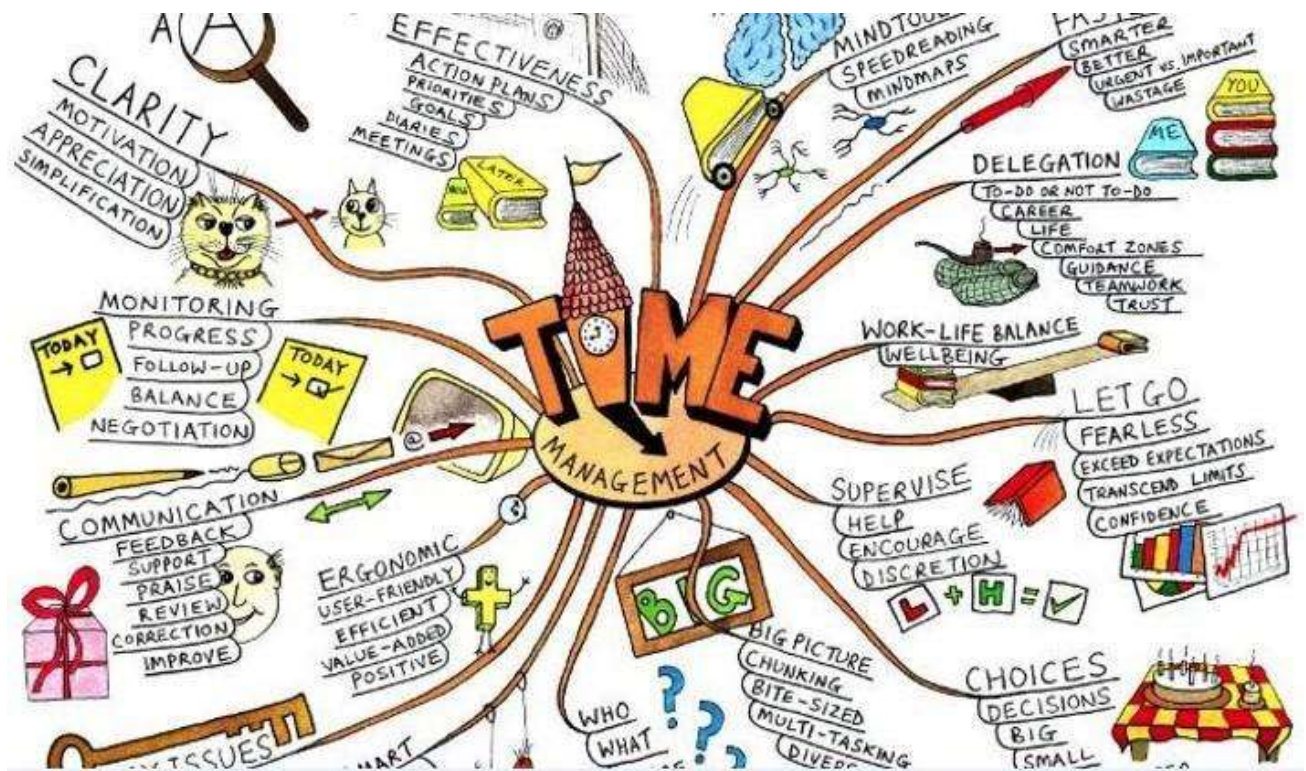 A A
CLARITY
MOTIVATION
APPRECIATION
SIMPLIFICATION
EFFECTIVENESS
@
ACTION PLANS
PRIORITIES
GOALS
DIARIES
MEETINGS
LATER
SPEEDREADING
MINDMAPS
SMARTER
BETTER
URGENT VS IMPORTANT
WASTAGE
YOU
ME
DELEGATION
TO-DO OR NOT TO-DO
CAREER
LIFE
COMFORT ZONES
GUIDANCE
TEAMWORK
TRUST
TIME
MANAGEMENT
MONITORING
PROGRESS
FOLLOW-UP
BALANCE
NEGOTIATION
TODAY
TODAY
WORK-LIFE BALANCE
WELLBEING
LET GO
FEARLESS
EXCEED EXPECTATIONS
TRANSCEND LIMITS
CONFIDENCE
@
COMMUNICATION
FEEDBACK
SUPPORT
PRAISE
REVIEW
CORRECTION
IMPROVE
ERGONOMIC
USER-FRIENDLY
EFFICIENT
VALUE-ADDED
POSITIVE
SUPERVISE
HELP
ENCOURAGE
DISCRETION
L + H = ✓
BIG
BIG PICTURE
CHUNKING
BITE-SIZED
MULTI-TASKING
CHOICES
DECISIONS
BIG
SMALL
ISSUES
WHO
WHAT
???